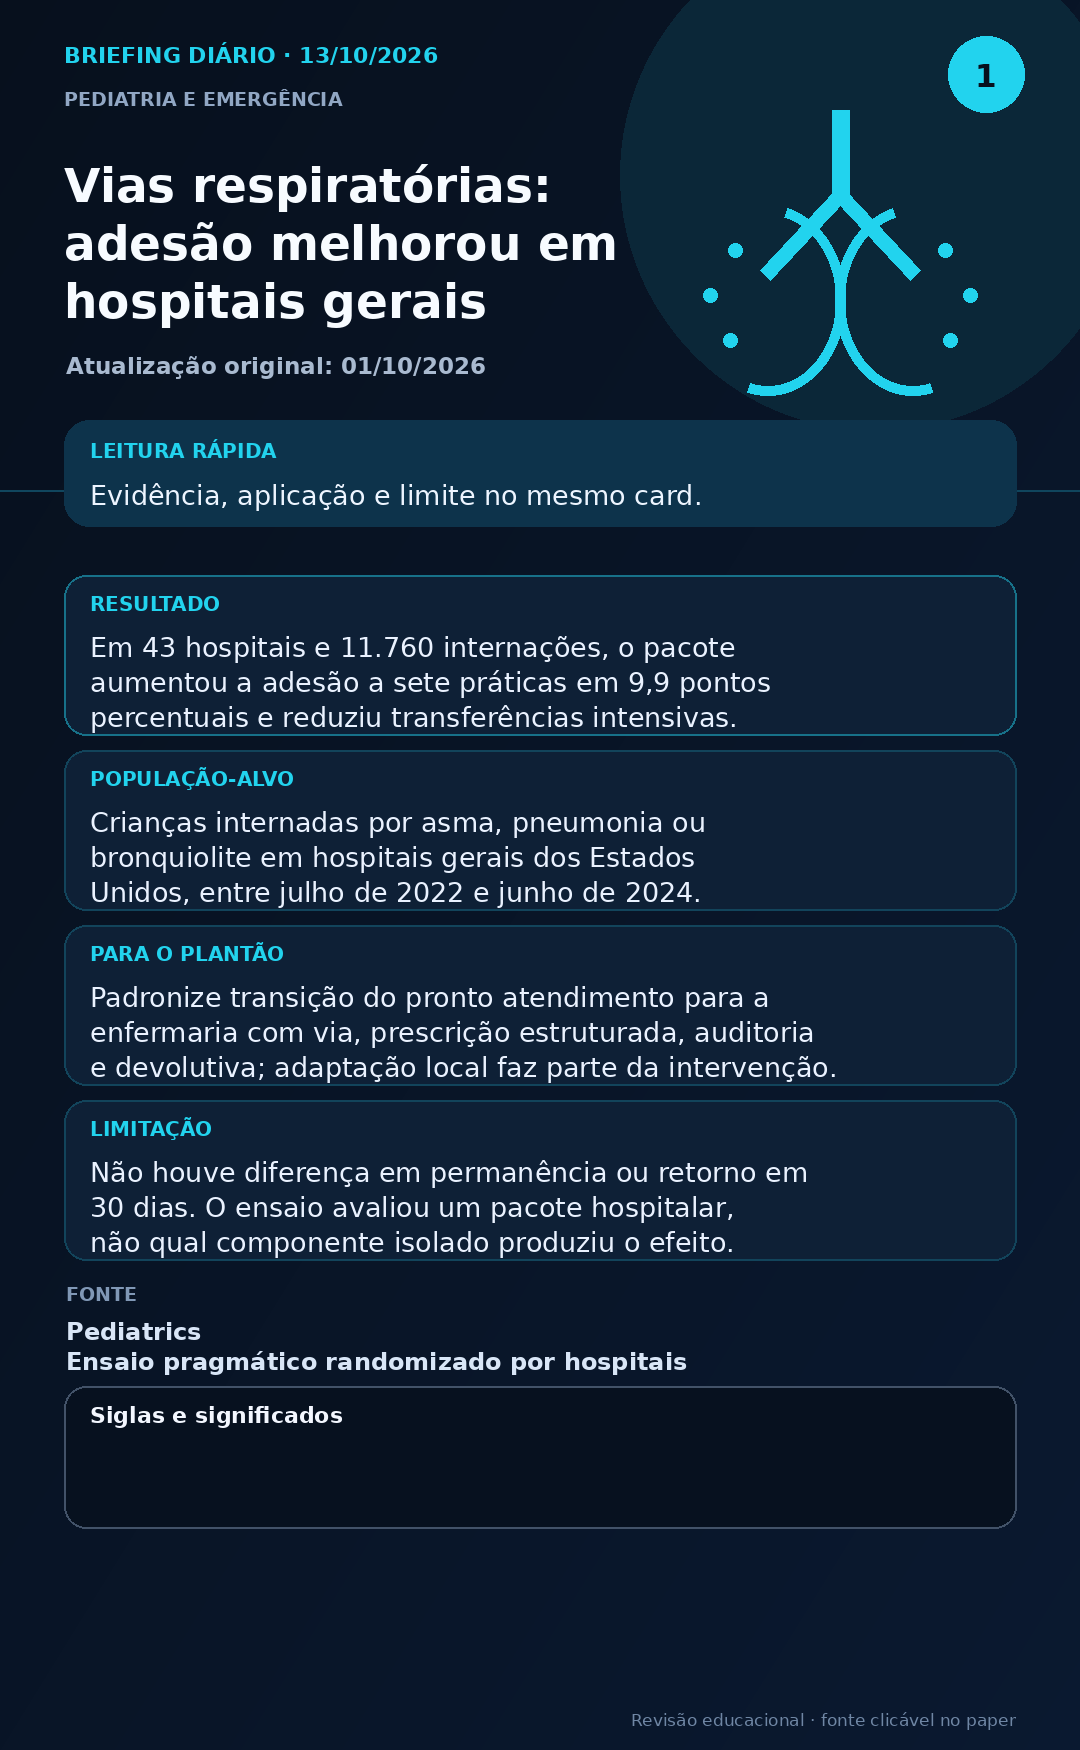 BRIEFING DIÁRIO · 13/10/2026
PEDIATRIA E EMERGÊNCIA
1
Vias respiratórias:
adesão melhorou em
hospitais gerais
Atualização original: 01/10/2026
LEITURA RÁPIDA
Evidência, aplicação e limite no mesmo card.
RESULTADO
Em 43 hospitais e 11.760 internações, o pacote
aumentou a adesão a sete práticas em 9,9 pontos
percentuais e reduziu transferências intensivas.
POPULAÇÃO-ALVO
Crianças internadas por asma, pneumonia ou
bronquiolite em hospitais gerais dos Estados
Unidos, entre julho de 2022 e junho de 2024.
PARA O PLANTÃO
Padronize transição do pronto atendimento para a
enfermaria com via, prescrição estruturada, auditoria
e devolutiva; adaptação local faz parte da intervenção.
LIMITAÇÃO
Não houve diferença em permanência ou retorno em
30 dias. O ensaio avaliou um pacote hospitalar,
não qual componente isolado produziu o efeito.
FONTE
Pediatrics
Ensaio pragmático randomizado por hospitais
Siglas e significados
Revisão educacional · fonte clicável no paper